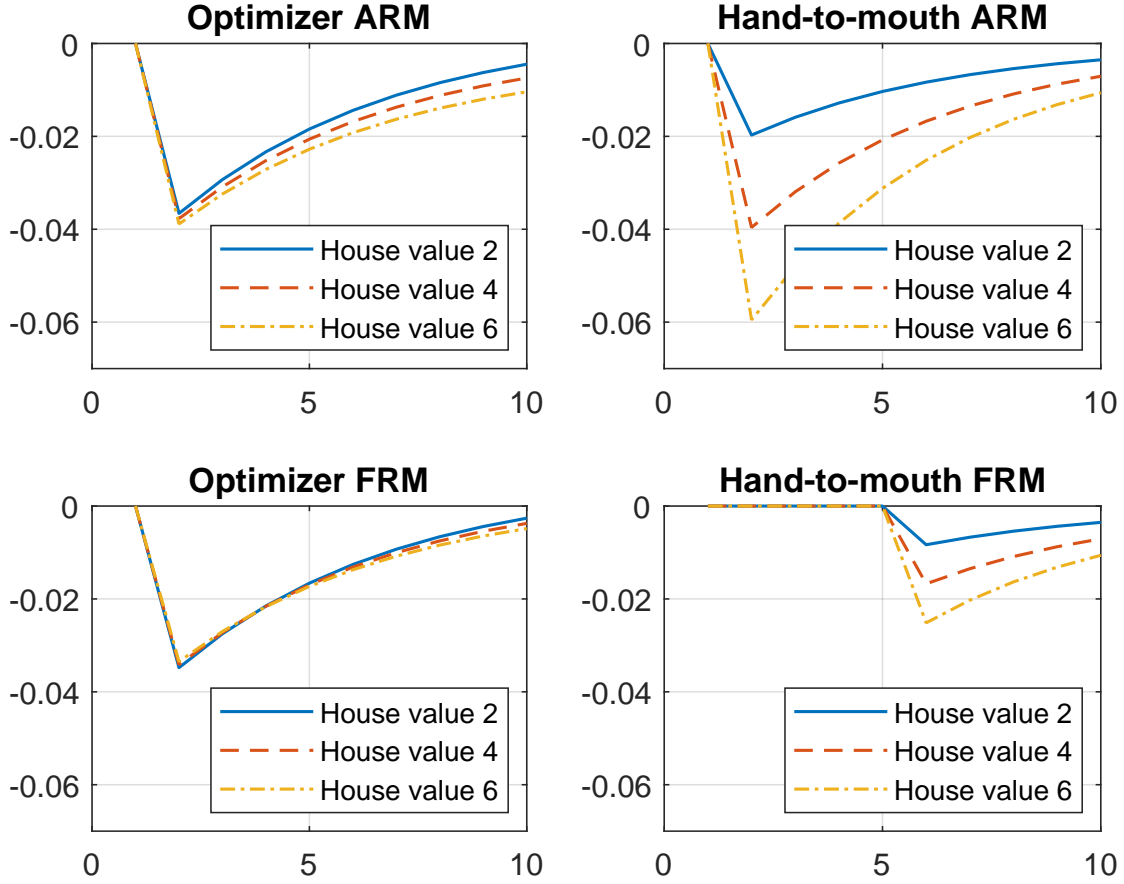 Optimizer ARM
0
-0.02
-0.04
-0.06
House value 2
House value 4
House value 6
0
5
10
Hand-to-mouth ARM
0
-0.02
-0.04
-0.06
House value 2
House value 4
House value 6
0
5
10
Optimizer FRM
0
-0.02
-0.04
-0.06
House value 2
House value 4
House value 6
0
5
10
Hand-to-mouth FRM
0
-0.02
-0.04
-0.06
House value 2
House value 4
House value 6
0
5
10